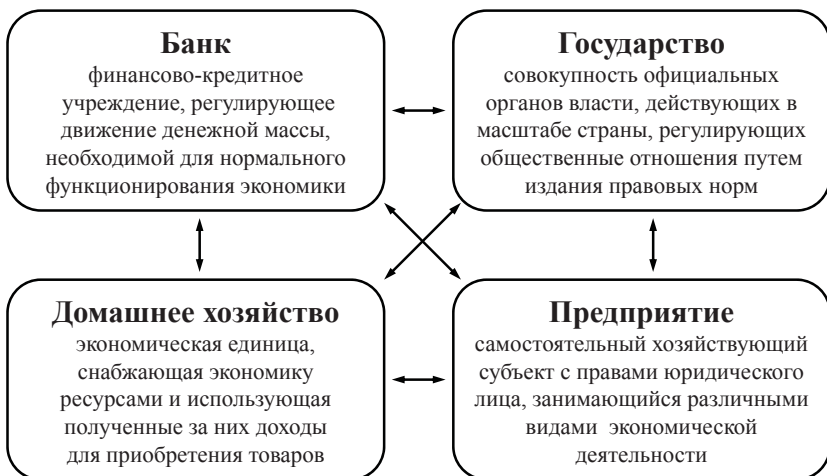 Банк
финансово-кредитное
учреждение, регулирующее
движение денежной массы,
необходимой для нормального
функционирования экономики
Государство
совокупность официальных
органов власти, действующих в
масштабе страны, регулирующих
общественные отношения путем
издания правовых норм
Домашнее хозяйство
экономическая единица,
снабжающая экономику
ресурсами и использующая
полученные за них доходы
для приобретения товаров
Предприятие
самостоятельный хозяйствующий
субъект с правами юридического
лица, занимающийся различными
видами экономической
деятельности